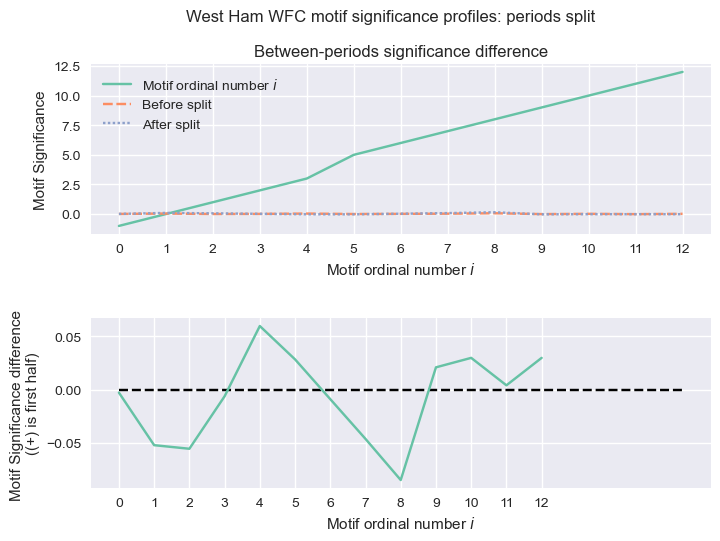 West Ham WFC motif significance profiles: periods split
Between-periods significance difference
Motif Significance
12.5
10.0
7.5
5.0
2.5
0.0
Motif ordinal number i
Before split
After split
0 1 2 3 4 5 6 7 8 9 10 11 12
Motif ordinal number i
Motif Significance difference
((+) is first half)
0.05
0.00
−0.05
0 1 2 3 4 5 6 7 8 9 10 11 12
Motif ordinal number i